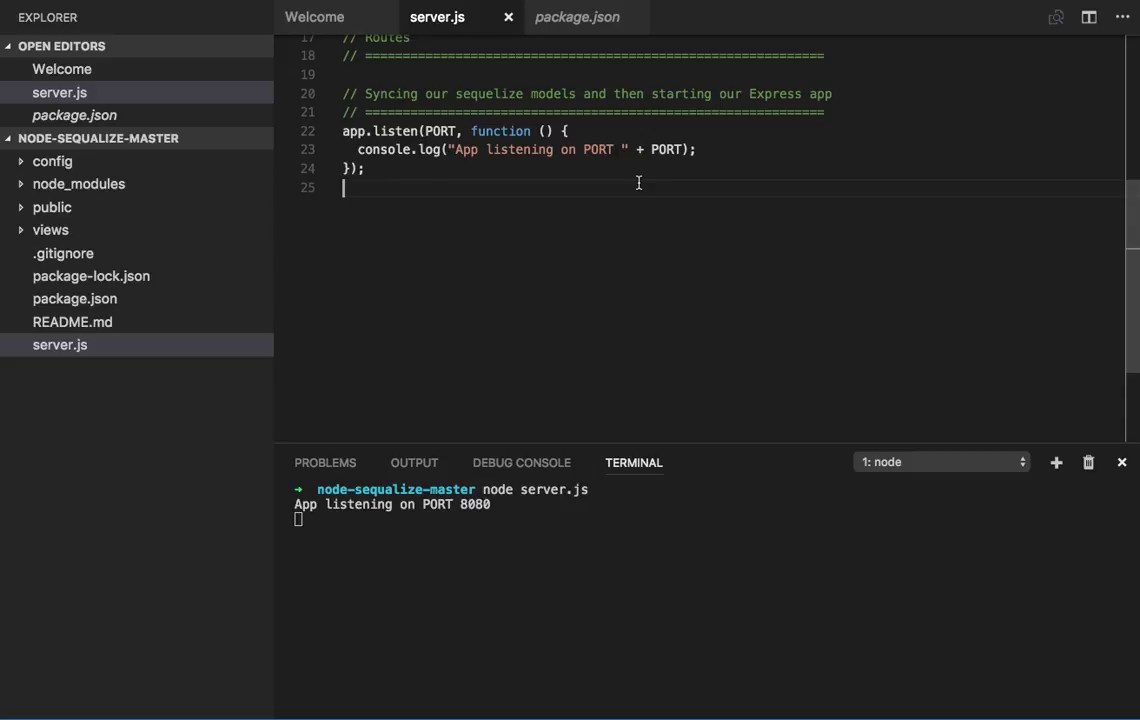 EXPLORER
OPEN EDITORS
Welcome
server.js
package.json
NODE-SEQUALIZE-MASTER
config
node_modules
public
views
.gitignore
package-lock.json
package.json
README.md
server.js
Welcome server.js package.json
17 // Routes
18 // =============================================================
19
20 // Syncing our sequelize models and then starting our Express app
21 // =============================================================
22 app.listen(PORT, function () {
23 console.log("App listening on PORT " + PORT);
24 });
25
PROBLEMS OUTPUT DEBUG CONSOLE TERMINAL 1: node
➜ node-sequalize-master node server.js
App listening on PORT 8080